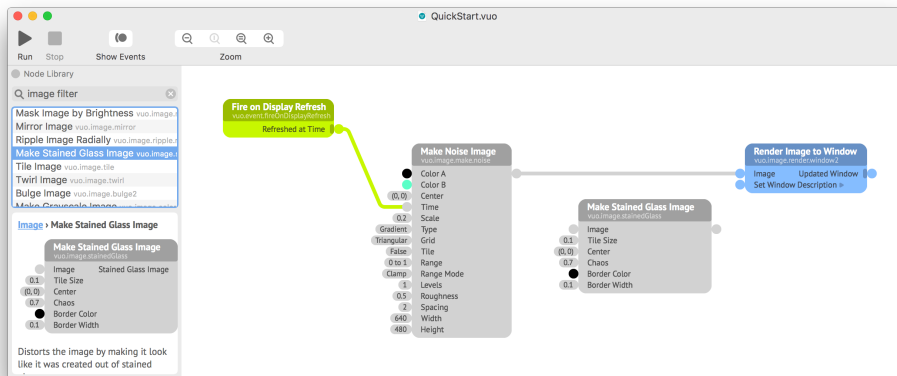 QuickStart.vuo
Run Stop Show Events Zoom
Node Library
image filter
Mask Image by Brightness vuo.image.
Mirror Image vuo.image.mirror
Ripple Image Radially vuo.image.ripple.r
Make Stained Glass Image vuo.image.
Tile Image vuo.image.tile
Twirl Image vuo.image.twirl
Bulge Image vuo.image.bulge2
Make Grayscale Image
Image › Make Stained Glass Image
Make Stained Glass Image
vuo.image.stainedGlass
Image Stained Glass Image
0.1 Tile Size
(0, 0) Center
0.7 Chaos
Border Color
0.1 Border Width
Distorts the image by making it look
like it was created out of stained
Fire on Display Refresh
vuo.event.fireOnDisplayRefresh
Refreshed at Time
Make Noise Image
vuo.image.make.noise
Color A
Color B
(0, 0) Center
Time
0.2 Scale
Gradient Type
Triangular Grid
False Tile
0 to 1 Range
Clamp Range Mode
1 Levels
0.5 Roughness
2 Spacing
640 Width
480 Height
Make Stained Glass Image
vuo.image.stainedGlass
Image
0.1 Tile Size
(0, 0) Center
0.7 Chaos
Border Color
0.1 Border Width
Render Image to Window
vuo.image.render.window2
Image Updated Window
Set Window Description